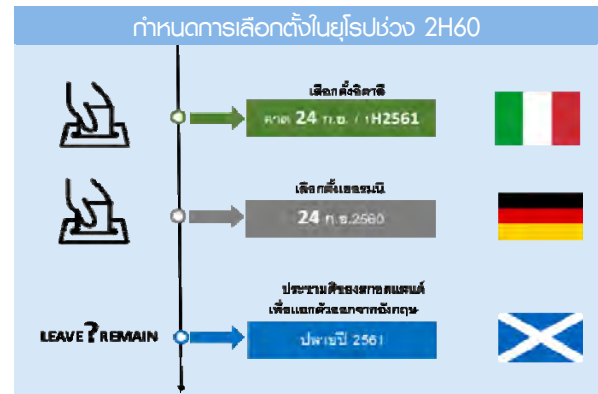 กำหนดการเลือกตั้งในยุโรปช่วง 2H60
เลือกตั้งอิตาลี
คาด 24 ก.ย. / 1H2561
เลือกตั้งเยอรมนี
24 ก.ย.2560
ประชามติของสกอตแลนด์
เพื่อแยกตัวออกจากอังกฤษ
LEAVE ? REMAIN
ปลายปี 2561